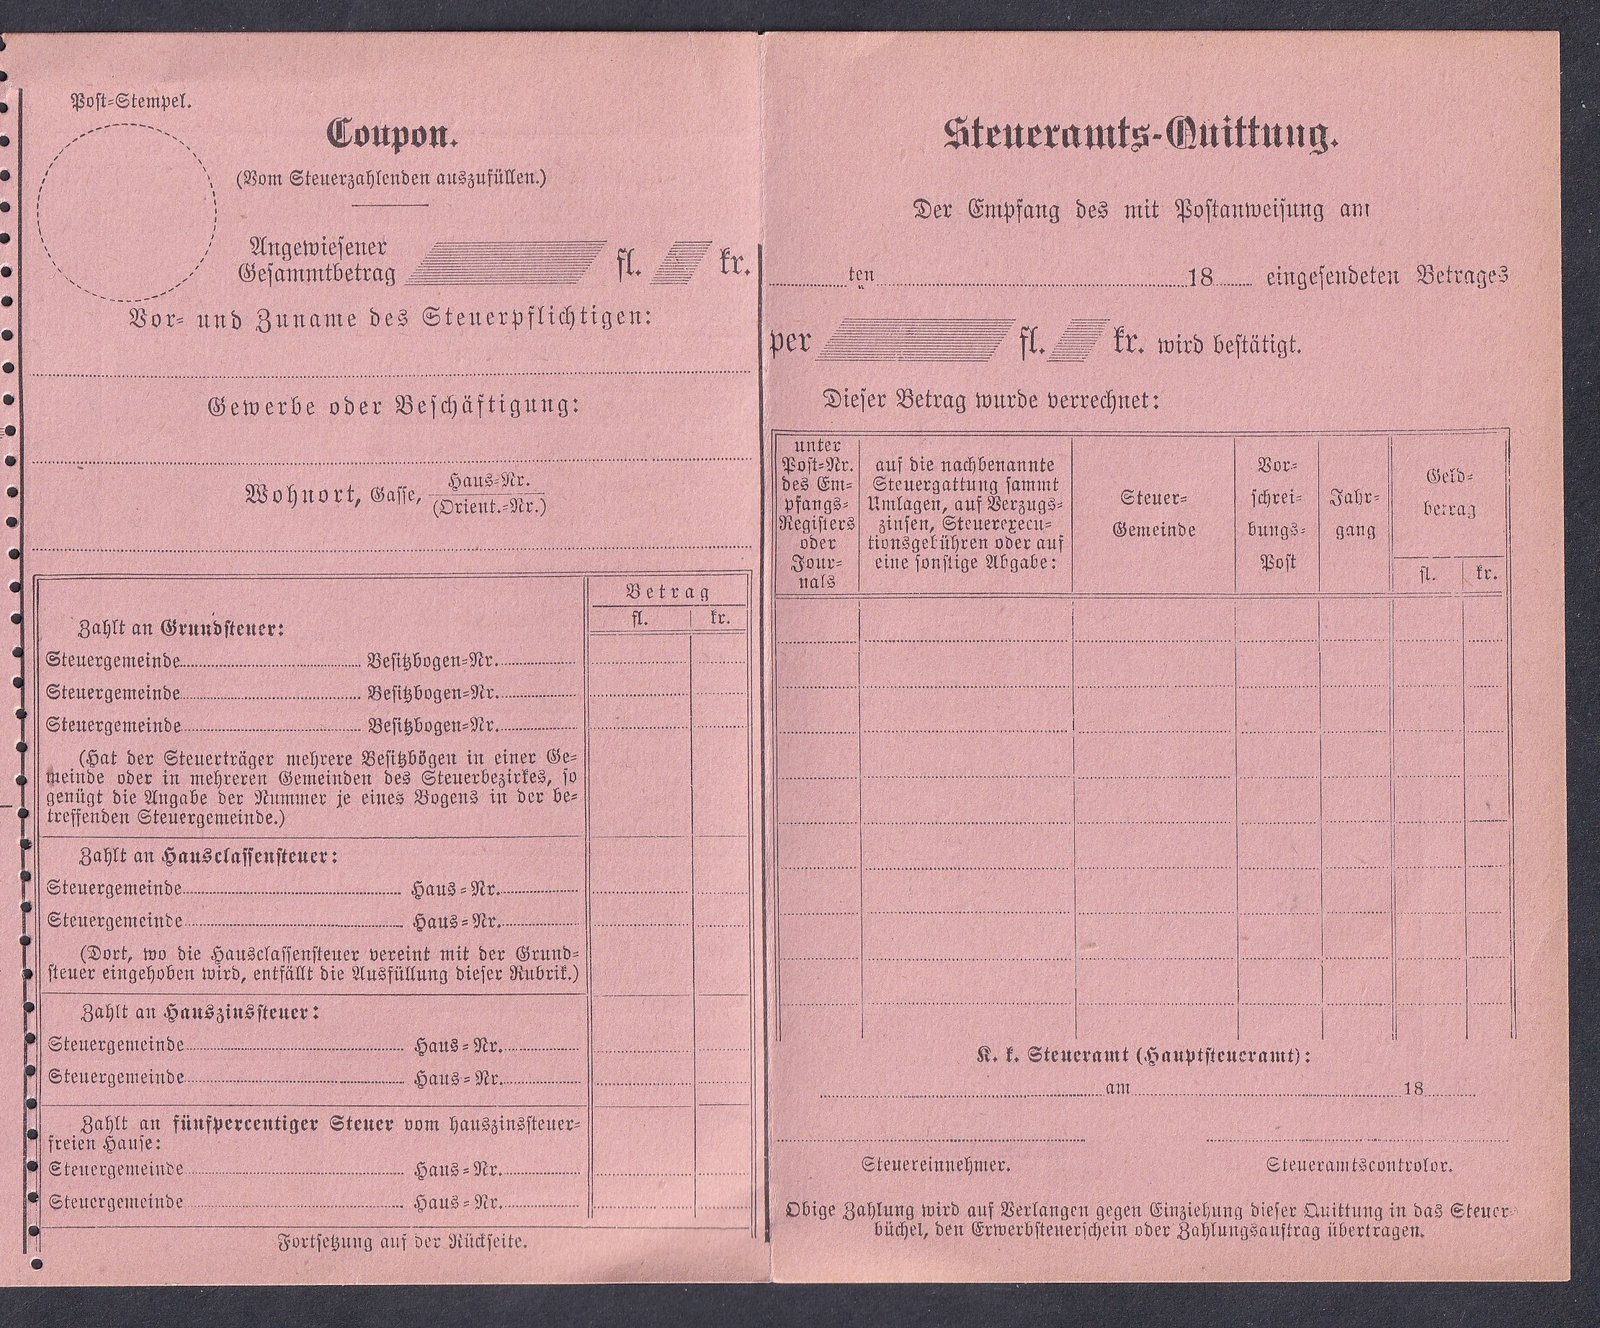 Post-Stempel.
Coupon.
(Vom Steuerzahlenden auszufüllen.)
Angewiesener
Gesammtbetrag fl. kr.
Vor- und Zuname des Steuerpflichtigen:
Gewerbe oder Beschäftigung:
Wohnort, Gasse, Haus-Nr.
(Orient.-Nr.)
Betrag
fl. kr.
Zahlt an Grundsteuer:
Steuergemeinde Besitzbogen-Nr.
Steuergemeinde Besitzbogen-Nr.
Steuergemeinde Besitzbogen-Nr.
(Hat der Steuerträger mehrere Besitzbögen in einer Ge-
meinde oder in mehreren Gemeinden des Steuerbezirkes, so
genügt die Angabe der Nummer je eines Bogens in der be-
treffenden Steuergemeinde.)
Zahlt an Hausclassensteuer:
Steuergemeinde Haus-Nr.
Steuergemeinde Haus-Nr.
(Dort, wo die Hausclassensteuer vereint mit der Grund-
steuer eingehoben wird, entfällt die Ausfüllung dieser Rubrik.)
Zahlt an Hauszinssteuer:
Steuergemeinde Haus-Nr.
Steuergemeinde Haus-Nr.
Zahlt an fünfpercentiger Steuer vom hauszinssteuer-
freien Hause:
Steuergemeinde Haus-Nr.
Steuergemeinde Haus-Nr.
Fortsetzung auf der Rückseite.
Steueramts-Quittung.
Der Empfang des mit Postanweisung am
ten 18 eingesendeten Betrages
per fl. kr. wird bestätigt.
Dieser Betrag wurde verrechnet:
unter
Post-Nr.
des Em-
pfangs-
Registers
oder
Jour-
nals
auf die nachbenannte
Steuergattung sammt
Umlagen, auf Verzugs-
zinsen, Steuerexecu-
tionsgebühren oder auf
eine sonstige Abgabe:
Steuer-
Gemeinde
Vor-
schrei-
bungs-
Post
Jahr-
gang
Geld-
betrag
fl. kr.
K. k. Steueramt (Hauptsteueramt):
am 18
Steuereinnehmer. Steueramtscontrolor.
Obige Zahlung wird auf Verlangen gegen Einziehung dieser Quittung in das Steuer-
büchel, den Erwerbsteuerschein oder Zahlungsauftrag übertragen.